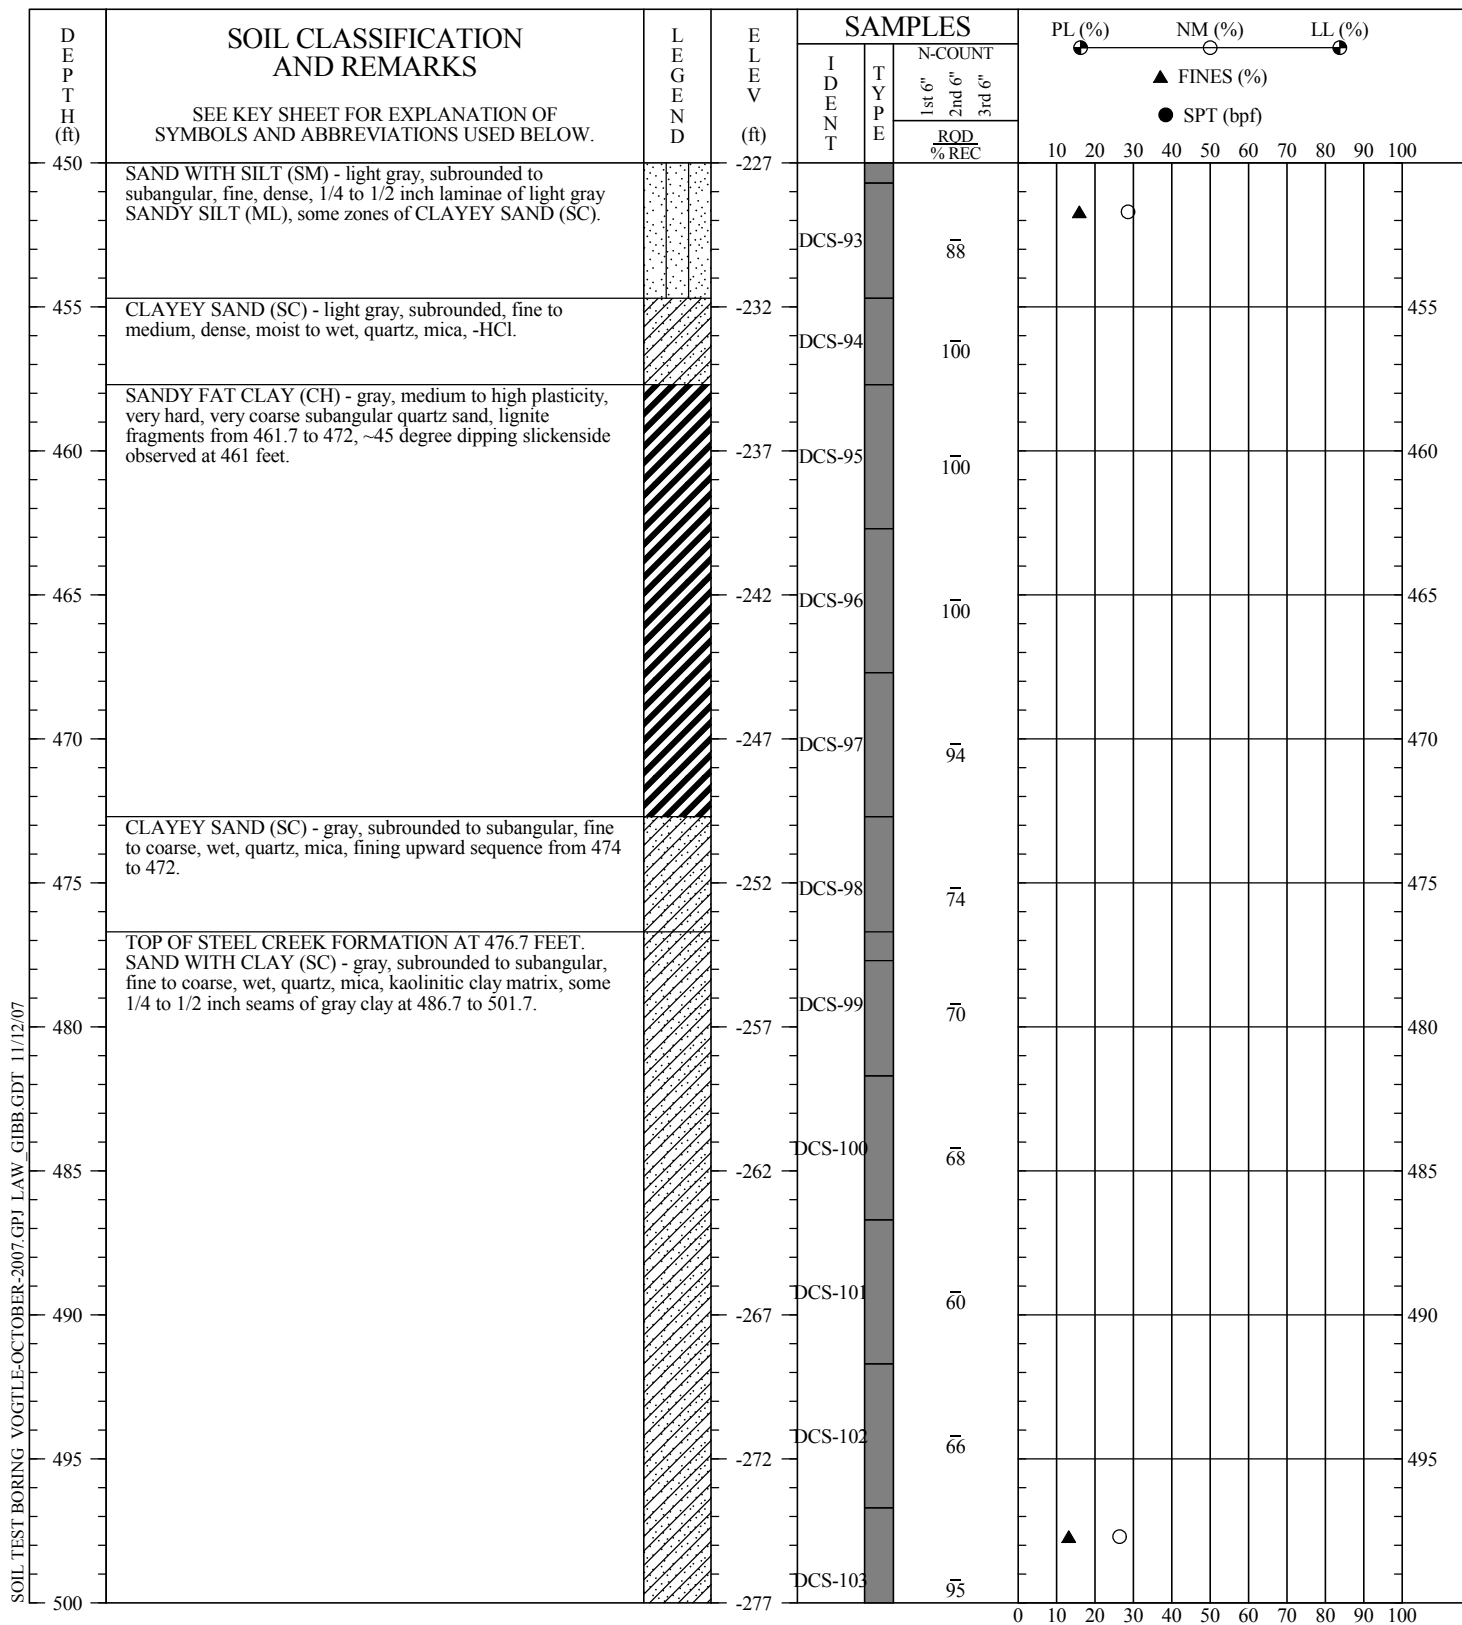 DEPTH (ft)
SOIL CLASSIFICATION
AND REMARKS
SEE KEY SHEET FOR EXPLANATION OF
SYMBOLS AND ABBREVIATIONS USED BELOW.
LEGEND
ELEV (ft)
SAMPLES
IDENT
TYPE
N-COUNT
1st 6"
2nd 6"
3rd 6"
RQD
% REC
PL (%)
NM (%)
LL (%)
▲ FINES (%)
● SPT (bpf)
10 20 30 40 50 60 70 80 90 100
450
-227
SAND WITH SILT (SM) - light gray, subrounded to
subangular, fine, dense, 1/4 to 1/2 inch laminae of light gray
SANDY SILT (ML), some zones of CLAYEY SAND (SC).
DCS-93
88
455
-232
455
CLAYEY SAND (SC) - light gray, subrounded, fine to
medium, dense, moist to wet, quartz, mica, -HCl.
DCS-94
100
SANDY FAT CLAY (CH) - gray, medium to high plasticity,
very hard, very coarse subangular quartz sand, lignite
fragments from 461.7 to 472, ~45 degree dipping slickenside
observed at 461 feet.
460
-237
DCS-95
100
460
465
-242
DCS-96
100
465
470
-247
DCS-97
94
470
CLAYEY SAND (SC) - gray, subrounded to subangular, fine
to coarse, wet, quartz, mica, fining upward sequence from 474
to 472.
475
-252
DCS-98
74
475
TOP OF STEEL CREEK FORMATION AT 476.7 FEET.
SAND WITH CLAY (SC) - gray, subrounded to subangular,
fine to coarse, wet, quartz, mica, kaolinitic clay matrix, some
1/4 to 1/2 inch seams of gray clay at 486.7 to 501.7.
DCS-99
70
480
-257
480
DCS-100
68
485
-262
485
DCS-101
60
490
-267
490
DCS-102
66
495
-272
495
DCS-103
95
500
-277
0 10 20 30 40 50 60 70 80 90 100
SOIL TEST BORING VOGTLE-OCTOBER-2007.GPJ LAW_GIBB.GDT 11/12/07